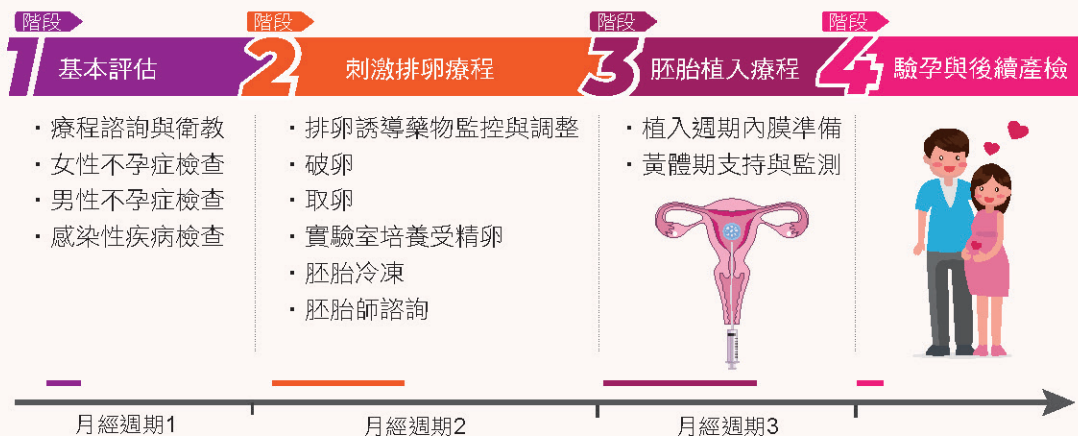 階段
1 基本評估
・療程諮詢與衛教
・女性不孕症檢查
・男性不孕症檢查
・感染性疾病檢查
階段
2 刺激排卵療程
・排卵誘導藥物監控與調整
・破卵
・取卵
・實驗室培養受精卵
・胚胎冷凍
・胚胎師諮詢
階段
3 胚胎植入療程
・植入週期內膜準備
・黃體期支持與監測
階段
4 驗孕與後續產檢
月經週期1
月經週期2
月經週期3